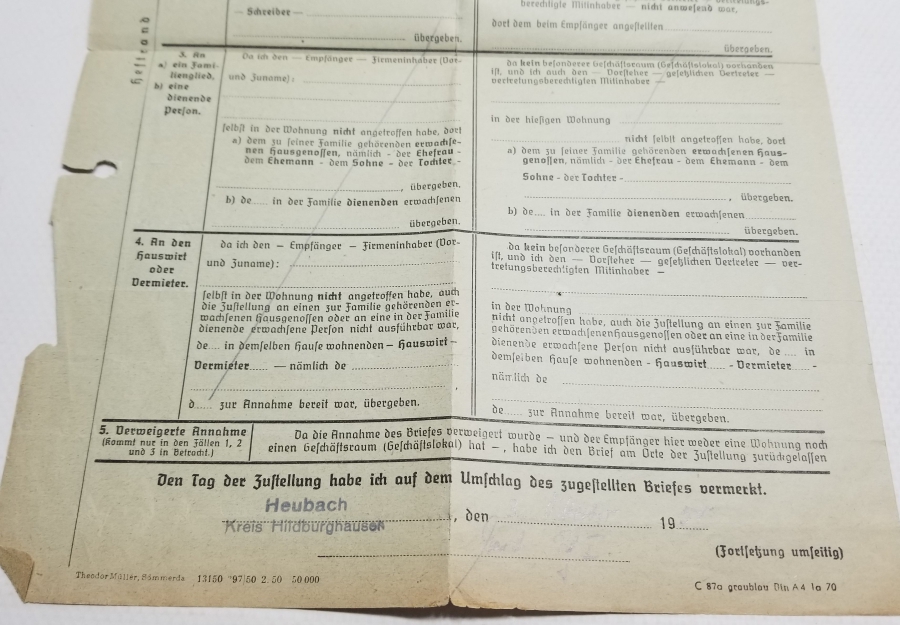 Heftrand
— Schreiber —
übergeben.
berechtigte Mitinhaber — nicht anwesend war,
dort dem beim Empfänger angestellten
übergeben.
3. An
a) ein Fami-
lienglied,
b) eine
dienende
Person.
Da ich den — Empfänger — Firmeninhaber (Vor-
und Zuname):
selbst in der Wohnung nicht angetroffen habe, dort
a) dem zu seiner Familie gehörenden erwachse-
nen Hausgenossen, nämlich - der Ehefrau -
dem Ehemann - dem Sohne - der Tochter -
, übergeben.
b) de..... in der Familie dienenden erwachsenen
übergeben.
da kein besonderer Geschäftsraum (Geschäftslokal) vorhanden
ist, und ich auch den — Vorsteher — gesetzlichen Vertreter —
vertretungsberechtigten Mitinhaber —
in der hiesigen Wohnung
nicht selbst angetroffen habe, dort
a) dem zu seiner Familie gehörenden erwachsenen Haus-
genossen, nämlich - der Ehefrau - dem Ehemann - dem
Sohne - der Tochter -
, übergeben.
b) de.... in der Familie dienenden erwachsenen
übergeben.
4. An den
Hauswirt
oder
Vermieter.
da ich den — Empfänger — Firmeninhaber (Vor-
und Zuname):
selbst in der Wohnung nicht angetroffen habe, auch
die Zustellung an einen zur Familie gehörenden er-
wachsenen Hausgenossen oder an eine in der Familie
dienende erwachsene Person nicht ausführbar war,
de.... in demselben Hause wohnenden — Hauswirt —
Vermieter..... — nämlich de
,
d...... zur Annahme bereit war, übergeben.
da kein besonderer Geschäftsraum (Geschäftslokal) vorhanden
ist, und ich den — Vorsteher — gesetzlichen Vertreter — ver-
tretungsberechtigten Mitinhaber —
in der Wohnung
nicht angetroffen habe, auch die Zustellung an einen zur Familie
gehörenden erwachsenen Hausgenossen oder an eine in der Familie
dienende erwachsene Person nicht ausführbar war, de .... in
demselben Hause wohnenden - Hauswirt..... - Vermieter..... -
nämlich de
de..... zur Annahme bereit war, übergeben.
5. Verweigerte Annahme
(Kommt nur in den Fällen 1, 2
und 3 in Betracht.)
Da die Annahme des Briefes verweigert wurde — und der Empfänger hier weder eine Wohnung noch
einen Geschäftsraum (Geschäftslokal) hat — , habe ich den Brief am Orte der Zustellung zurückgelassen
Den Tag der Zustellung habe ich auf dem Umschlag des zugestellten Briefes vermerkt.
Heubach
Kreis Hildburghausen
, den 19
(Fortsetzung umseitig)
Theodor Müller, Sömmerda 13150 °97|50 2. 50 50 000
C 87a graublau Din A 4 1a 70